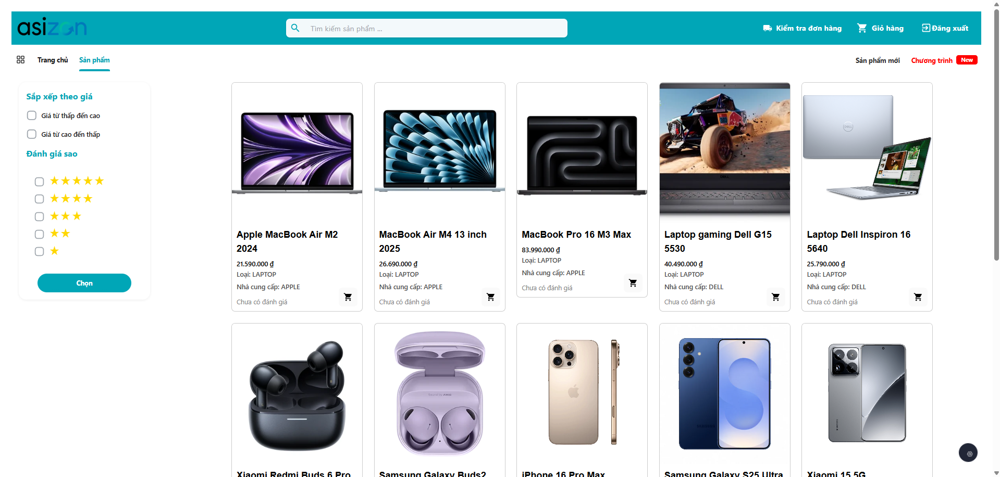 asizon
Tìm kiếm sản phẩm ...
Kiểm tra đơn hàng
Giỏ hàng
Đăng xuất
Trang chủ
Sản phẩm
Sản phẩm mới
Chương trình
New
Sắp xếp theo giá
Giá từ thấp đến cao
Giá từ cao đến thấp
Đánh giá sao
Chọn
Apple MacBook Air M2
2024
21.590.000 ₫
Loại: LAPTOP
Nhà cung cấp: APPLE
Chưa có đánh giá
MacBook Air M4 13 inch
2025
26.690.000 ₫
Loại: LAPTOP
Nhà cung cấp: APPLE
Chưa có đánh giá
MacBook Pro 16 M3 Max
83.990.000 ₫
Loại: LAPTOP
Nhà cung cấp: APPLE
Chưa có đánh giá
DELL
Laptop gaming Dell G15
5530
40.490.000 ₫
Loại: LAPTOP
Nhà cung cấp: DELL
Chưa có đánh giá
DELL
Laptop Dell Inspiron 16
5640
25.790.000 ₫
Loại: LAPTOP
Nhà cung cấp: DELL
Chưa có đánh giá
Xiaomi Redmi Buds 6 Pro
Sound by AKG
Samsung Galaxy Buds2
iPhone 16 Pro Max
SAMSUNG
Samsung Galaxy S25 Ultra
Xiaomi 15 5G